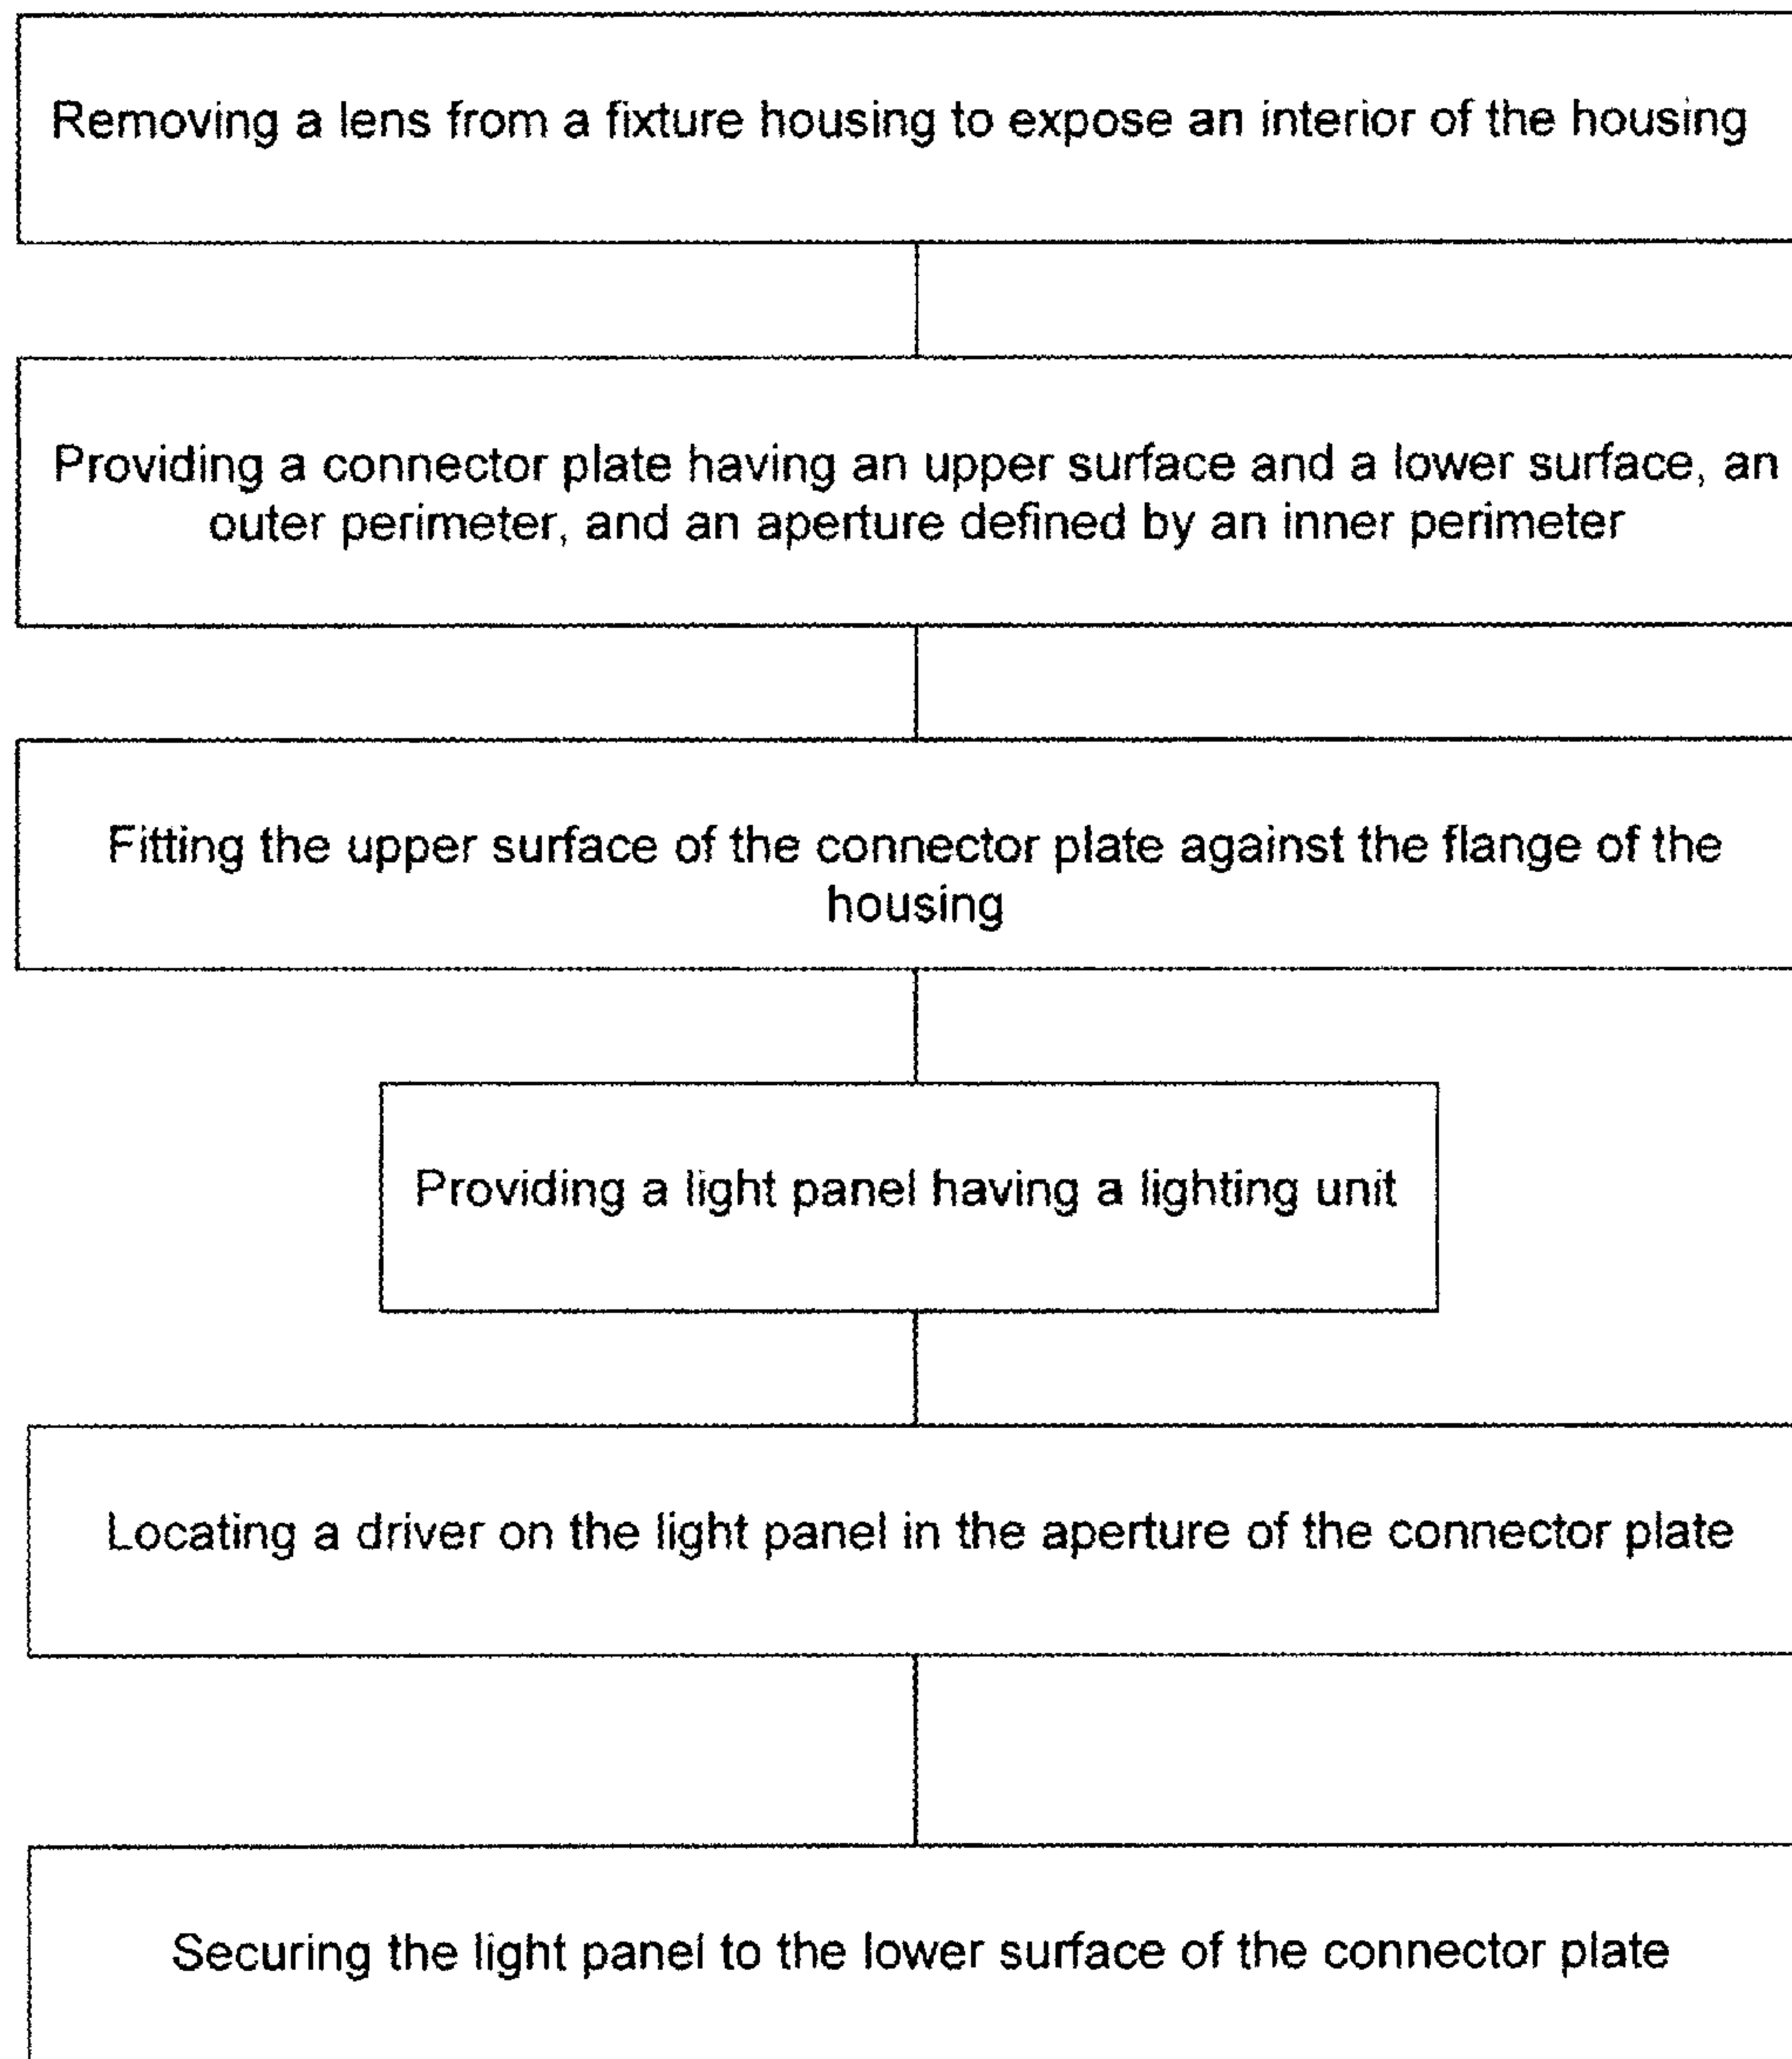 Removing a lens from a fixture housing to expose an interior of the housing
Providing a connector plate having an upper surface and a lower surface, an
outer perimeter, and an aperture defined by an inner perimeter
Fitting the upper surface of the connector plate against the flange of the
housing
Providing a light panel having a lighting unit
Locating a driver on the light panel in the aperture of the connector plate
Securing the light panel to the lower surface of the connector plate